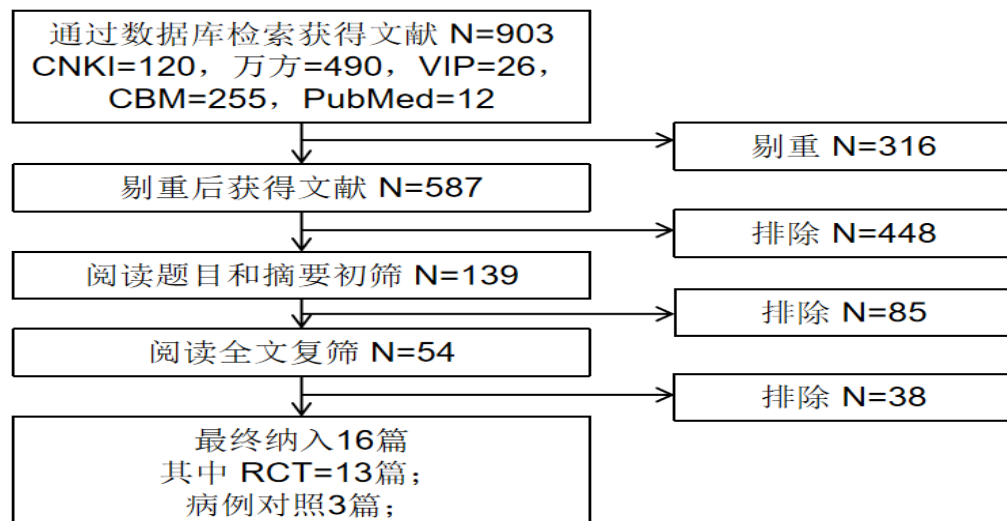 通过数据库检索获得文献 N=903
CNKI=120，万方=490，VIP=26，
CBM=255，PubMed=12
剔重 N=316
剔重后获得文献 N=587
排除 N=448
阅读题目和摘要初筛 N=139
排除 N=85
阅读全文复筛 N=54
排除 N=38
最终纳入16篇
其中 RCT=13篇；
病例对照3篇；